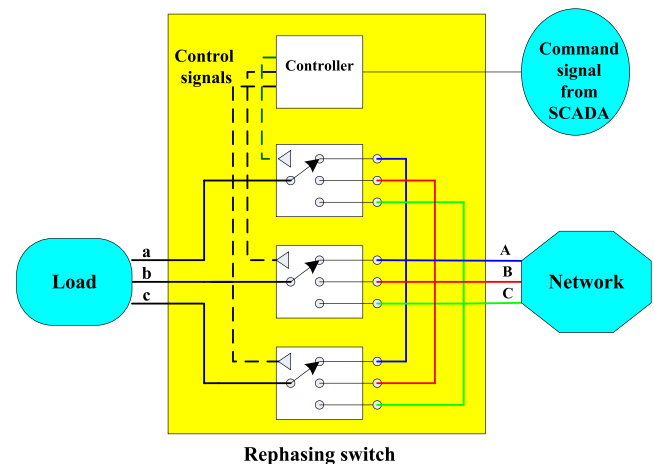 Control
signals
Controller
Command
signal
from
SCADA
a
b
c
Load
A
B
C
Network
Rephasing switch